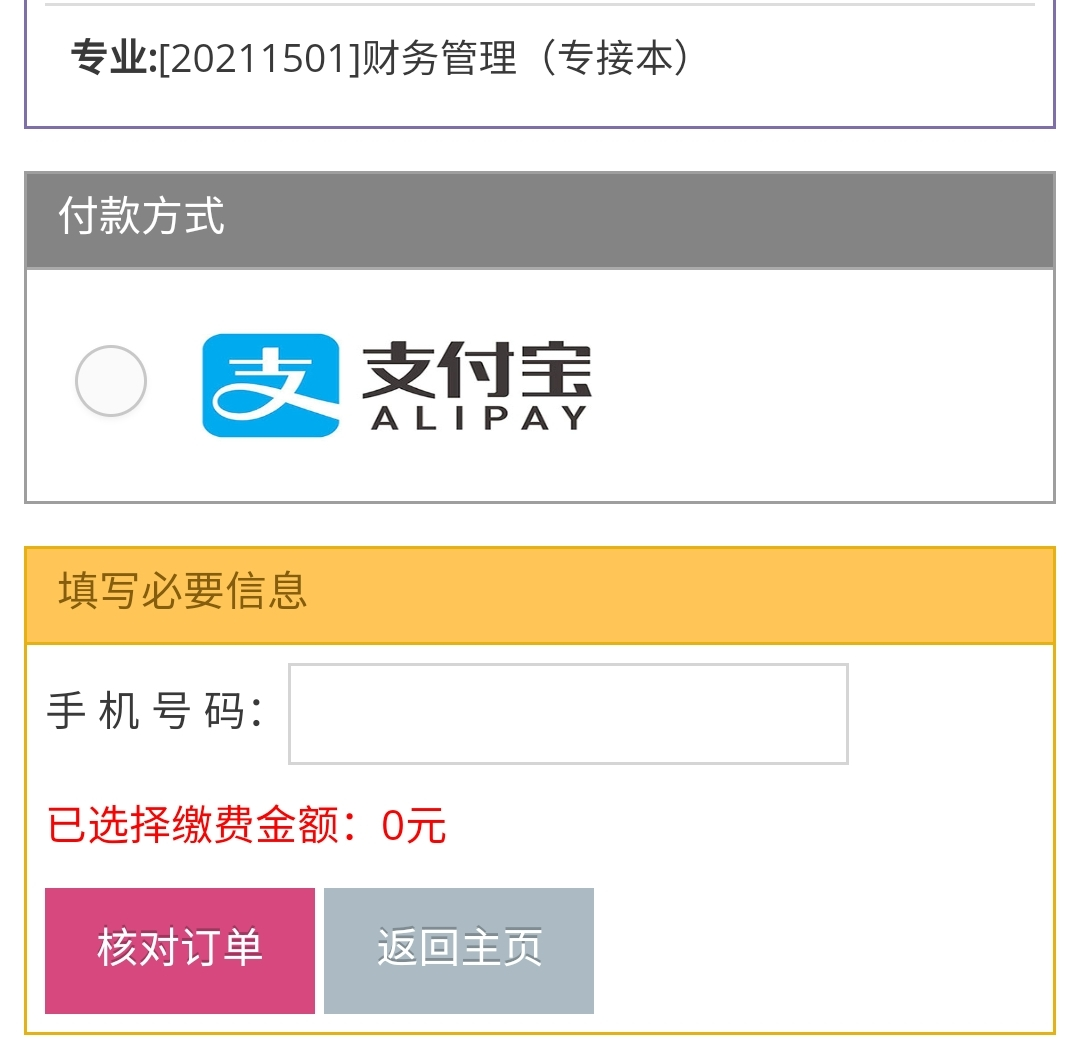 专业:[20211501]财务管理（专接本）
付款方式
支 支付宝
ALIPAY
填写必要信息
手 机 号 码：
已选择缴费金额：0元
核对订单 返回主页